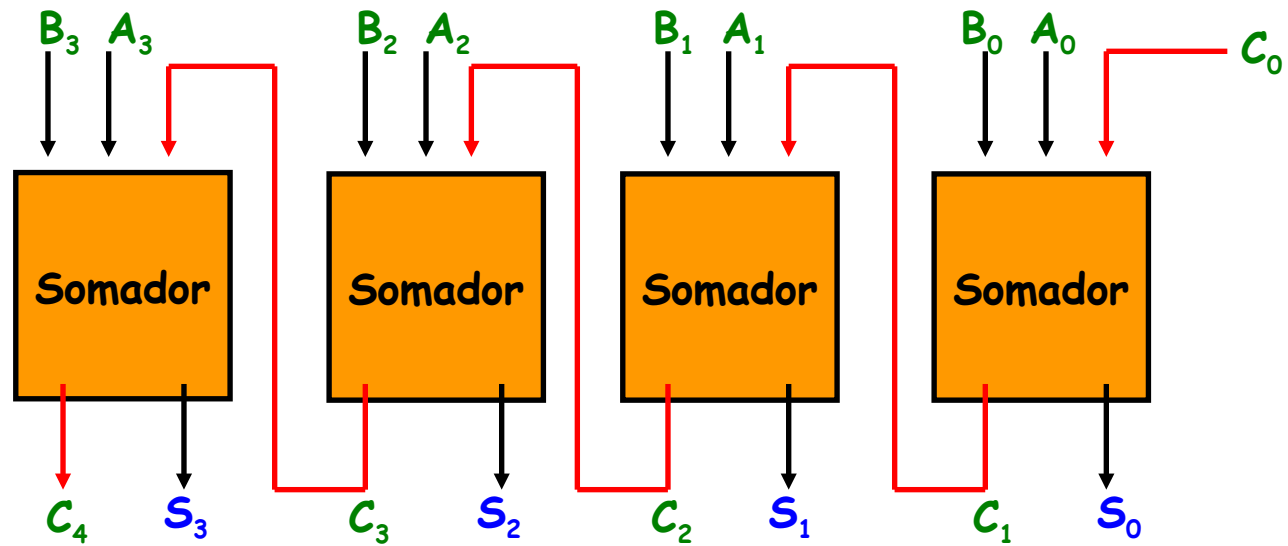 B₃ A₃ B₂ A₂ B₁ A₁ B₀ A₀ C₀
Somador Somador Somador Somador
C₄ S₃ C₃ S₂ C₂ S₁ C₁ S₀